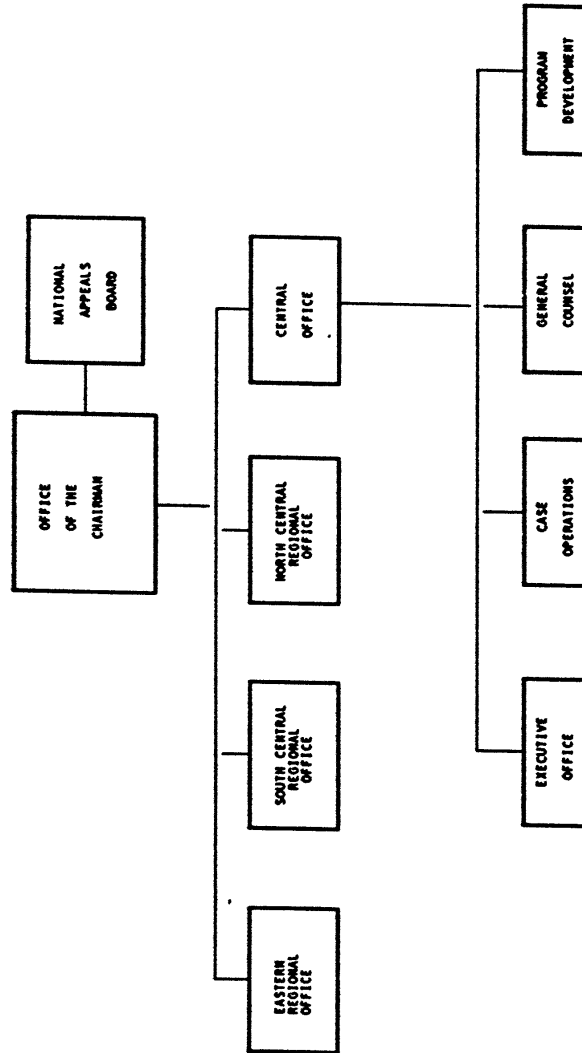 OFFICE
OF THE
CHAIRMAN
NATIONAL
APPEALS
BOARD
EASTERN
REGIONAL
OFFICE
SOUTH CENTRAL
REGIONAL
OFFICE
NORTH CENTRAL
REGIONAL
OFFICE
CENTRAL
OFFICE
EXECUTIVE
OFFICE
CASE
OPERATIONS
GENERAL
COUNSEL
PROGRAM
DEVELOPMENT